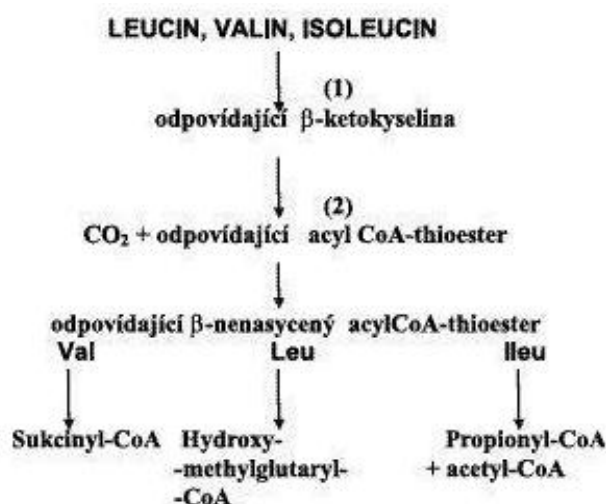 LEUCIN, VALIN, ISOLEUCIN
(1)
odpovídající β-ketokyselina
(2)
CO₂ + odpovídající acyl CoA-thioester
odpovídající β-nenasycený acylCoA-thioester
Val Leu Ileu
Sukcinyl-CoA Hydroxy- Propionyl-CoA
-methylglutaryl- + acetyl-CoA
-CoA